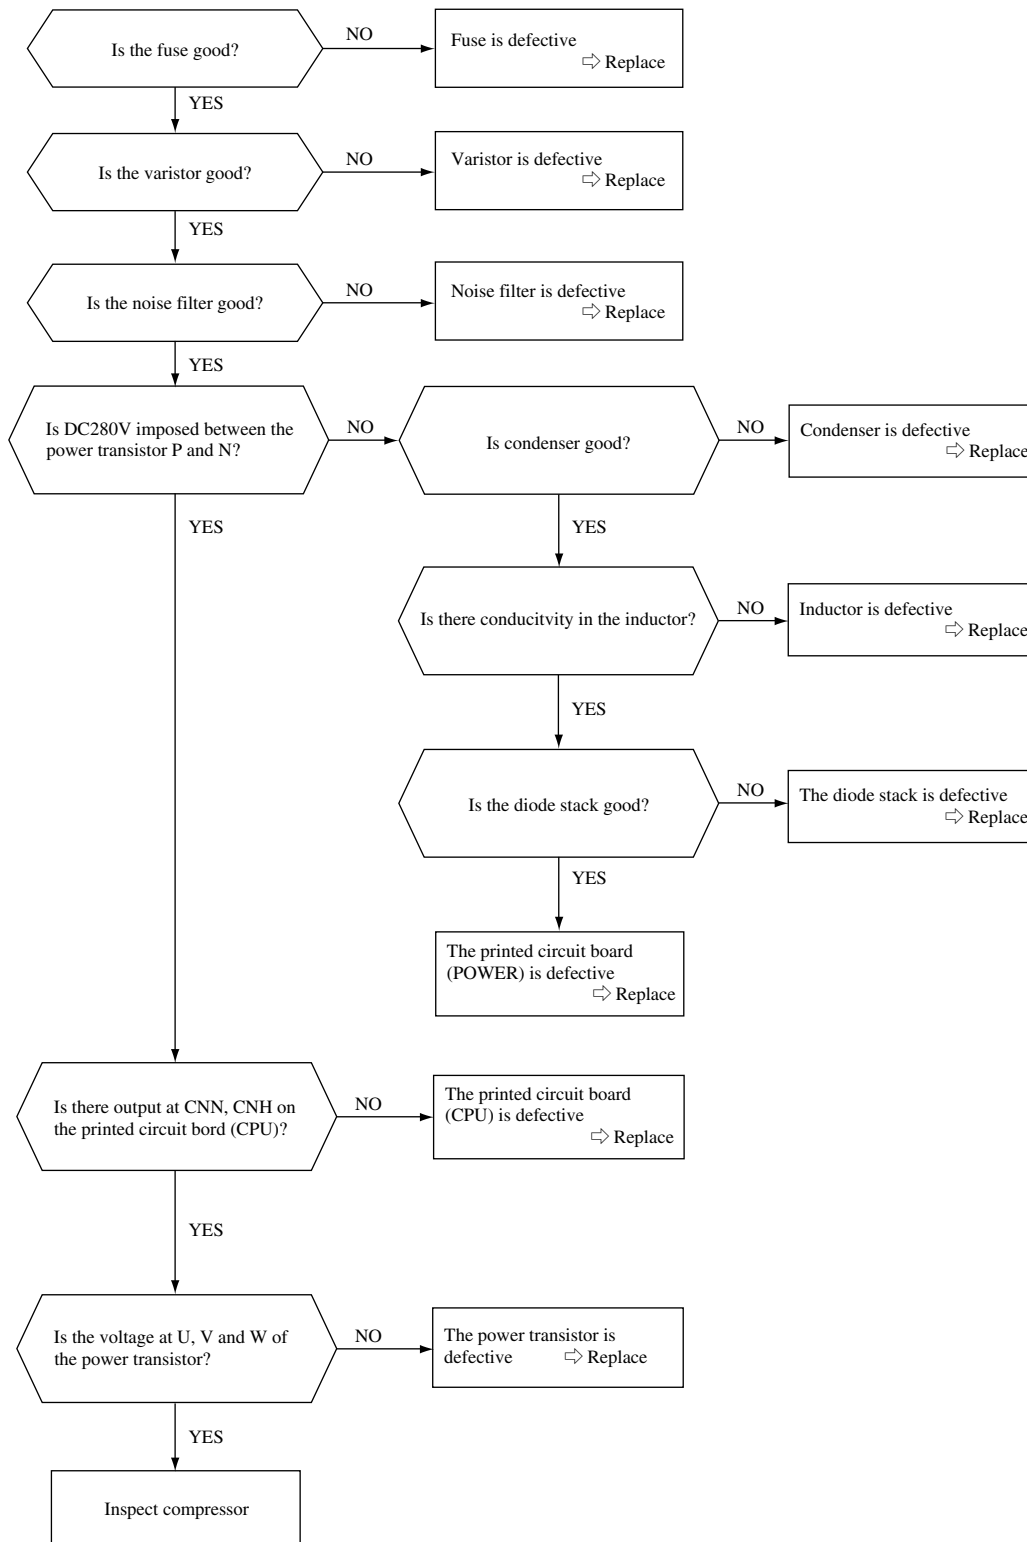 Is the fuse good?
NO
Fuse is defective
⇨ Replace
YES
Is the varistor good?
NO
Varistor is defective
⇨ Replace
YES
Is the noise filter good?
NO
Noise filter is defective
⇨ Replace
YES
Is DC280V imposed between the
power transistor P and N?
NO
Is condenser good?
NO
Condenser is defective
⇨ Replace
YES
YES
Is there conducitvity in the inductor?
NO
Inductor is defective
⇨ Replace
YES
Is the diode stack good?
NO
The diode stack is defective
⇨ Replace
YES
The printed circuit board
(POWER) is defective
⇨ Replace
Is there output at CNN, CNH on
the printed circuit bord (CPU)?
NO
The printed circuit board
(CPU) is defective
⇨ Replace
YES
Is the voltage at U, V and W of
the power transistor?
NO
The power transistor is
defective ⇨ Replace
YES
Inspect compressor